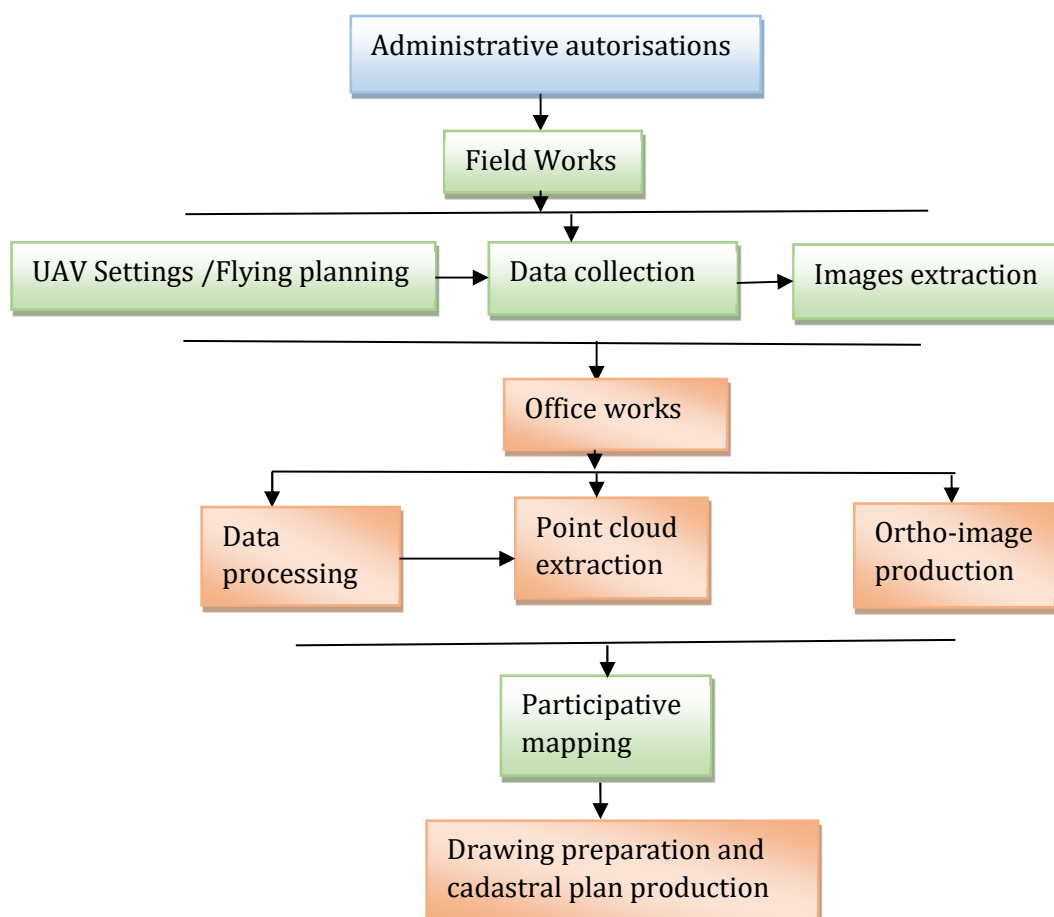 Administrative autorisations
Field Works
UAV Settings /Flying planning
Data collection
Images extraction
Office works
Data
processing
Point cloud
extraction
Ortho-image
production
Participative
mapping
Drawing preparation and
cadastral plan production